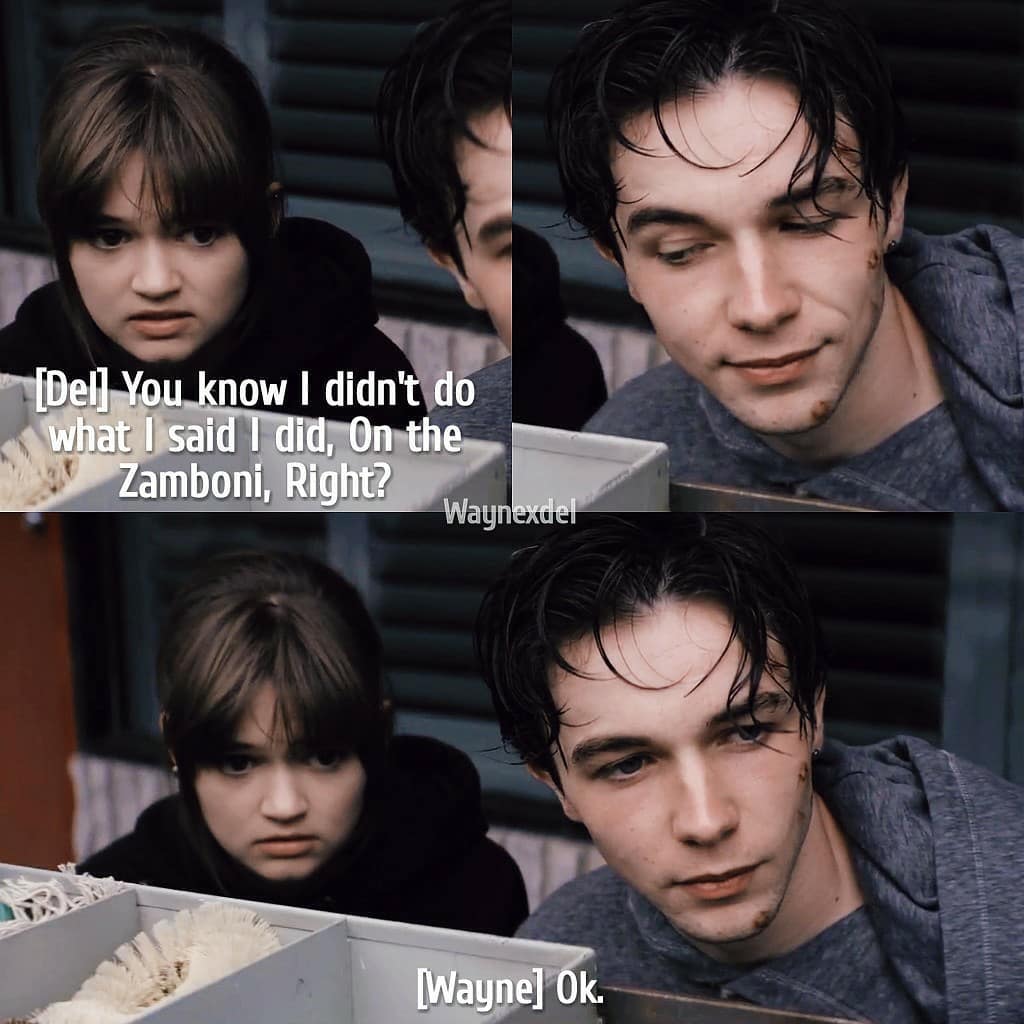 [Del] You know I didn't do
what I said I did, On the
Zamboni, Right?
Waynexdel
[Wayne] Ok.